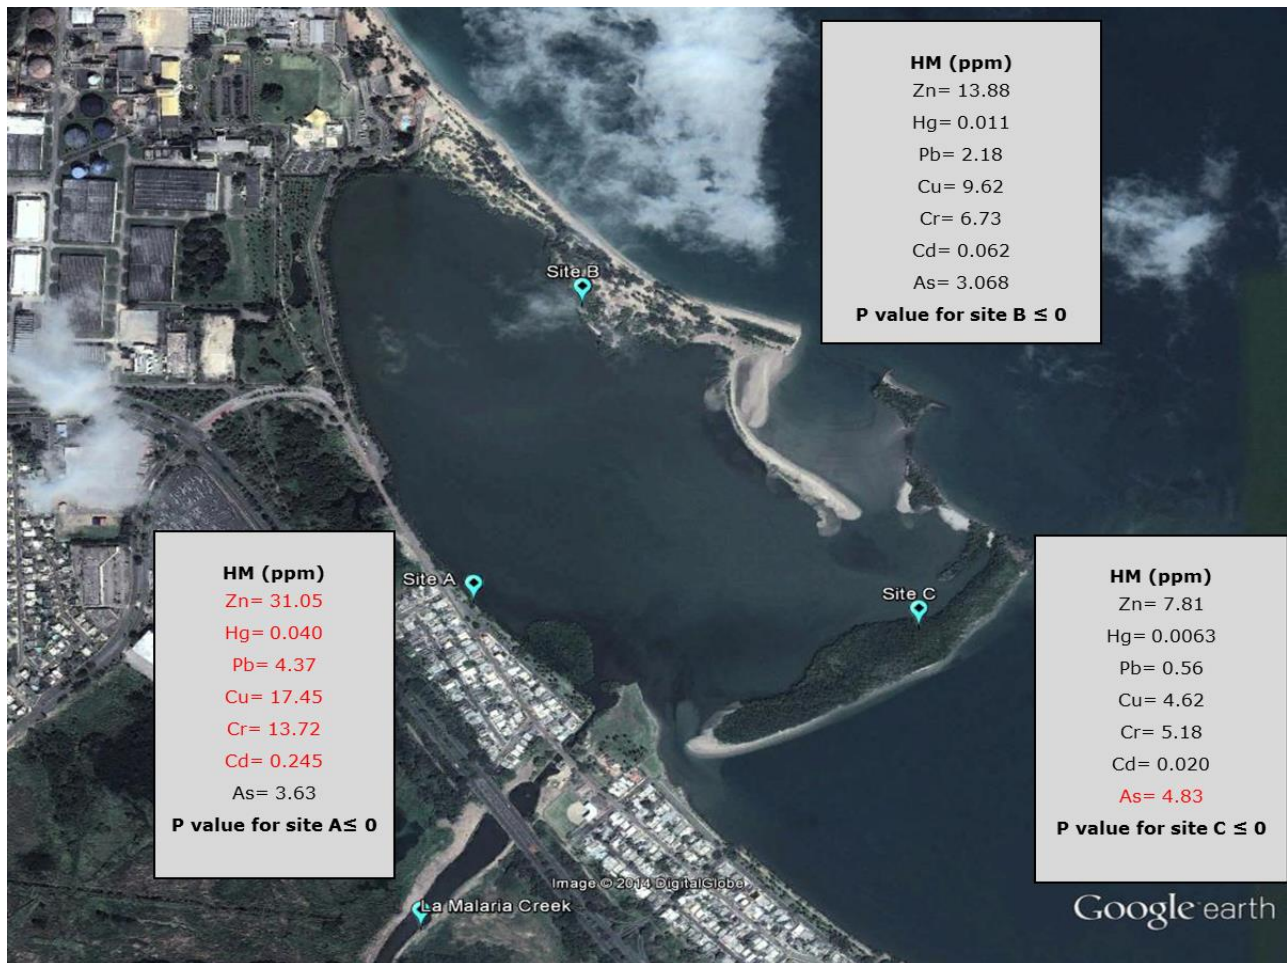 HM (ppm)
Zn= 13.88
Hg= 0.011
Pb= 2.18
Cu= 9.62
Cr= 6.73
Cd= 0.062
As= 3.068
P value for site B ≤ 0
Site B
Site A
Site C
HM (ppm)
Zn= 31.05
Hg= 0.040
Pb= 4.37
Cu= 17.45
Cr= 13.72
Cd= 0.245
As= 3.63
P value for site A≤ 0
HM (ppm)
Zn= 7.81
Hg= 0.0063
Pb= 0.56
Cu= 4.62
Cr= 5.18
Cd= 0.020
As= 4.83
P value for site C ≤ 0
Image © 2014 DigitalGlobe
La Malaria Creek
Google earth